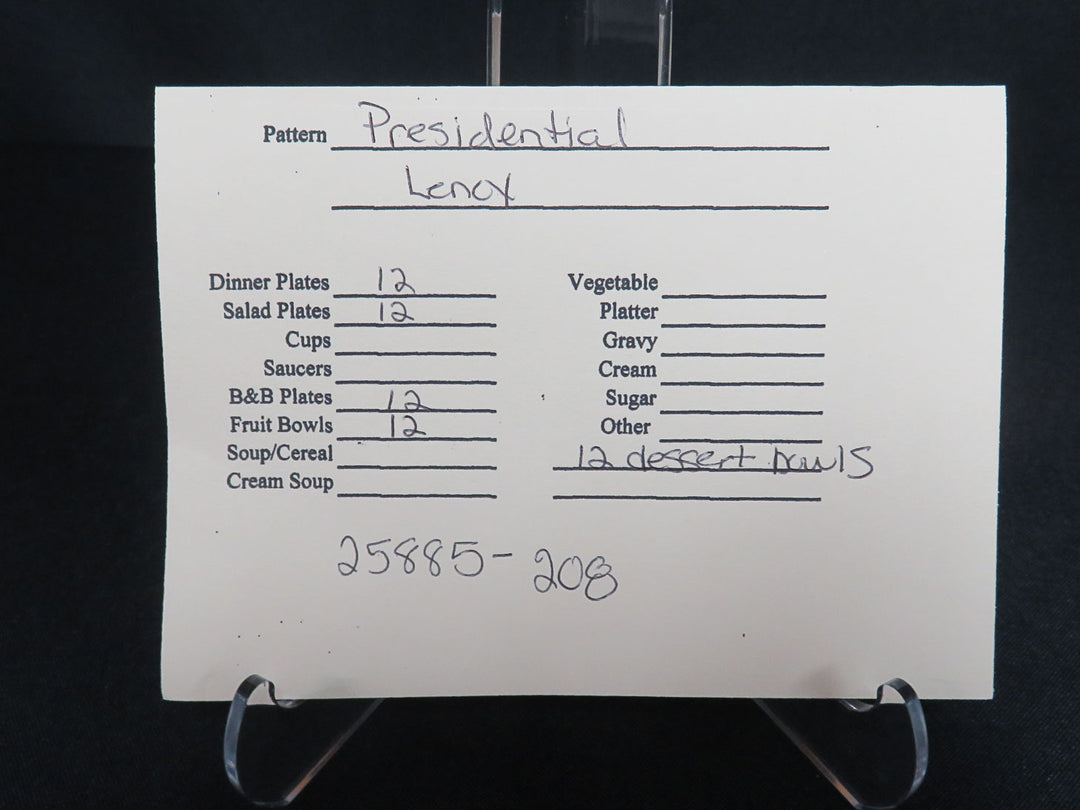 Pattern Presidential
Lenox
Dinner Plates 12
Salad Plates 12
Cups
Saucers
B&B Plates 12
Fruit Bowls 12
Soup/Cereal
Cream Soup
Vegetable
Platter
Gravy
Cream
Sugar
Other
12 dessert bowls
25885-208